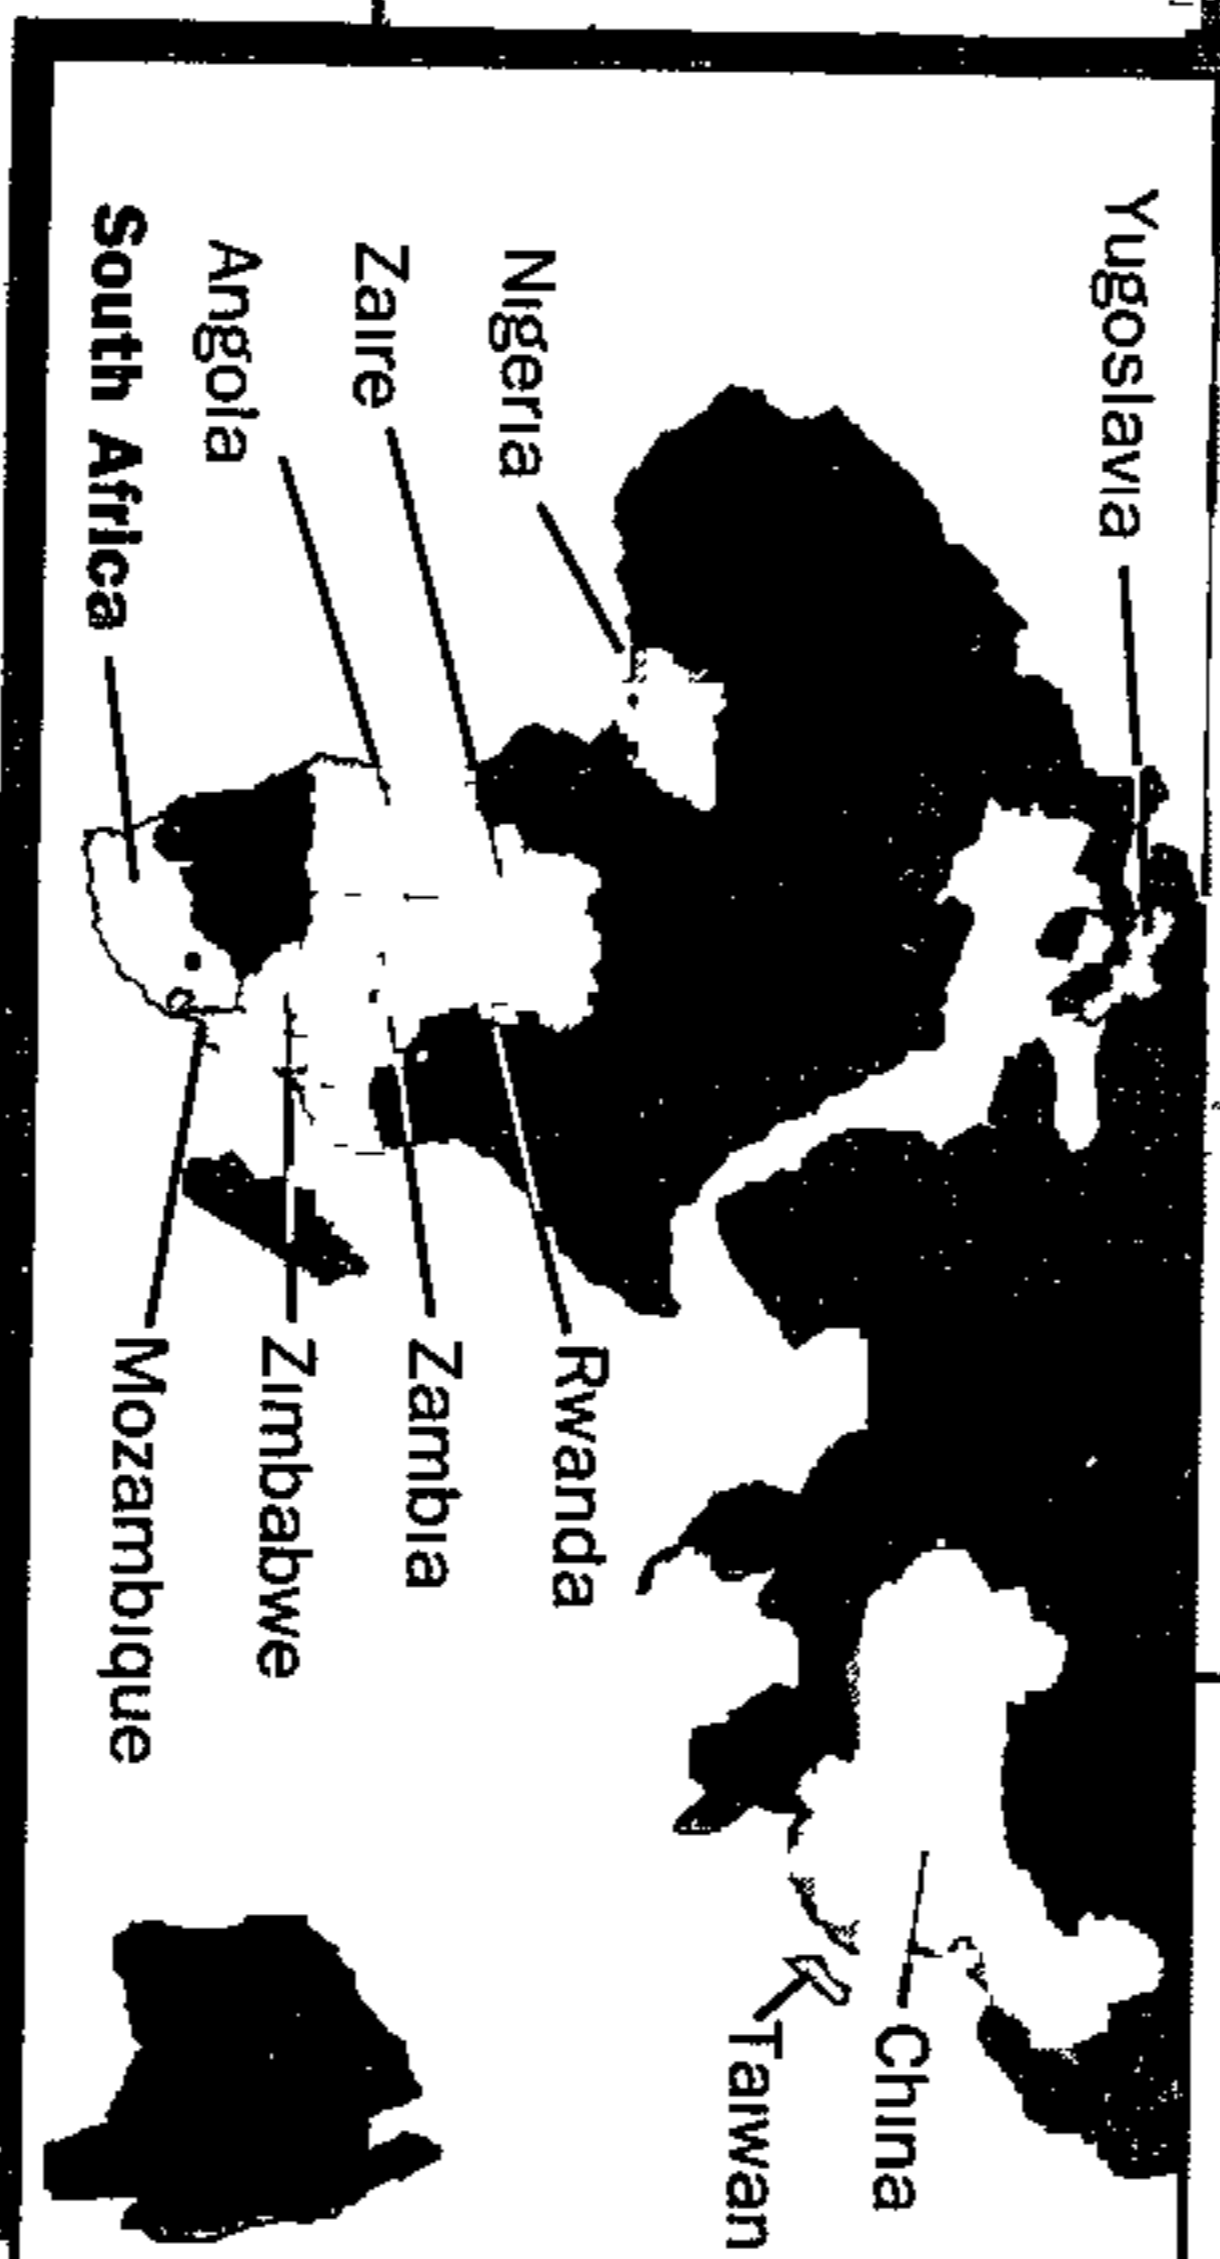 Yugoslavia
Nigeria
Zaire
Angola
South Africa
China
Taiwan
Rwanda
Zambia
Zimbabwe
Mozambique